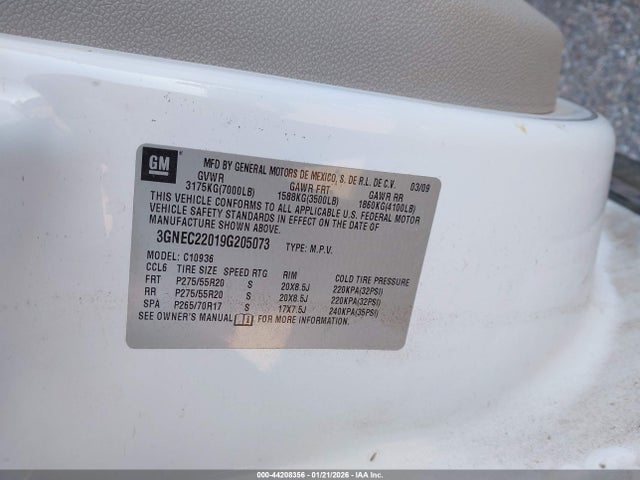 GM
MFD BY GENERAL MOTORS DE MEXICO, S. DE R.L. DE C.V. 03/09
GVWR GAWR FRT GAWR RR
3175KG(7000LB) 1588KG(3500LB) 1860KG(4100LB)
THIS VEHICLE CONFORMS TO ALL APPLICABLE U.S. FEDERAL MOTOR
VEHICLE SAFETY STANDARDS IN EFFECT ON THE DATE OF
MANUFACTURE SHOWN ABOVE.
3GNEC22019G205073 TYPE: M.P.V.
MODEL: C10936
CCL6 TIRE SIZE SPEED RTG RIM COLD TIRE PRESSURE
FRT P275/55R20 S 20X8.5J 220KPA(32PSI)
RR P275/55R20 S 20X8.5J 220KPA(32PSI)
SPA P265/70R17 S 17X7.5J 240KPA(35PSI)
SEE OWNER'S MANUAL FOR MORE INFORMATION.
000-44208356 - 01/21/2026 - IAA Inc.